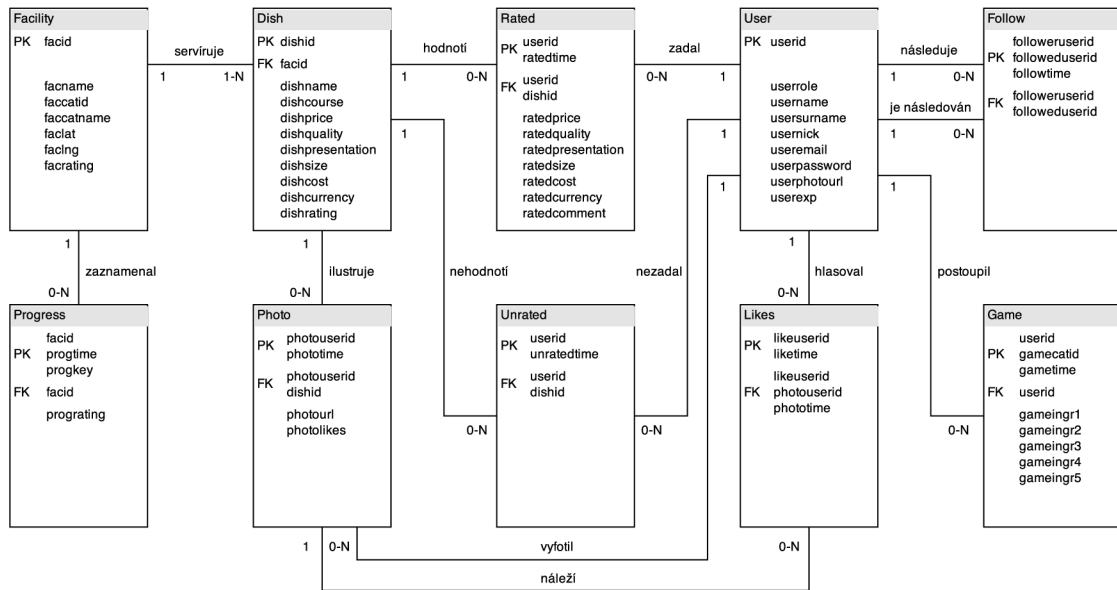 Facility
PK facid
facname
faccatid
faccatname
faclat
faclng
facrating
servíruje
1
1-N
Dish
PK dishid
FK facid
dishname
dishcourse
dishprice
dishquality
dishpresentation
dishsize
dishcost
dishcurrency
dishrating
hodnotí
1
0-N
1
Rated
PK userid
ratedtime
FK userid
dishid
ratedprice
ratedquality
ratedpresentation
ratedsize
ratedcost
ratedcurrency
ratedcomment
zadal
0-N
1
1
1
User
PK userid
userrole
username
usersurname
usernick
useremail
userpassword
userphotourl
userexp
následuje
1
0-N
je následován
1
0-N
1
Follow
followeruserid
PK followeduserid
followtime
FK followeruserid
followeduserid
1
zaznamenal
0-N
1
ilustruje
0-N
nehodnotí
nezadal
1
hlasoval
0-N
postoupil
Progress
facid
PK progtime
progkey
FK facid
prograting
Photo
PK photouserid
phototime
FK photouserid
dishid
photourl
photolikes
0-N
Unrated
PK userid
unratedtime
FK userid
dishid
0-N
Likes
PK likeuserid
liketime
likeuserid
FK photouserid
phototime
0-N
Game
userid
PK gamecatid
gametime
FK userid
gameingr1
gameingr2
gameingr3
gameingr4
gameingr5
1
0-N
vyfotil
0-N
náleží